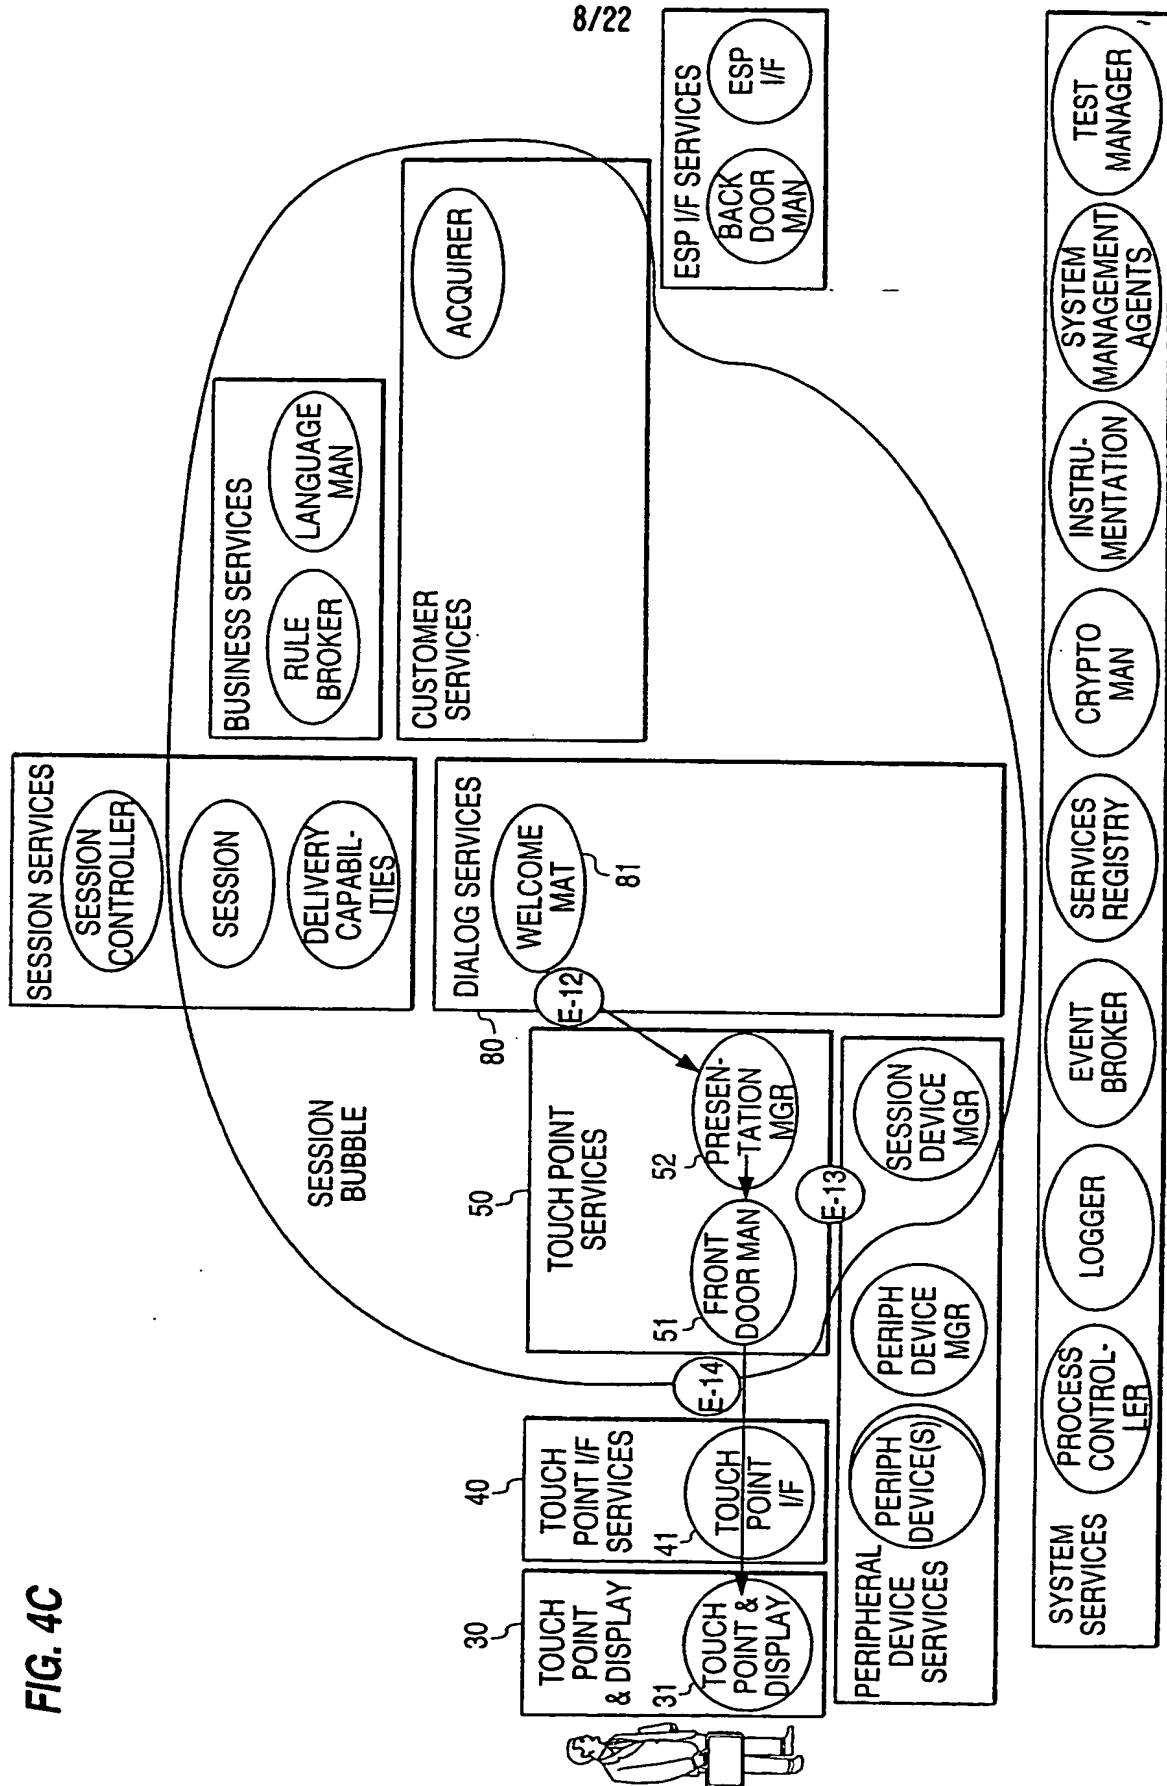 8/22
FIG. 4C
SESSION SERVICES
SESSION
CONTROLLER
SESSION
DELIVERY
CAPABIL-
ITIES
BUSINESS SERVICES
RULE
BROKER
LANGUAGE
MAN
CUSTOMER
SERVICES
ACQUIRER
ESP I/F SERVICES
BACK
DOOR
MAN
ESP
I/F
SESSION
BUBBLE
DIALOG SERVICES
WELCOME
MAT
81
80
E-12
50
TOUCH POINT
SERVICES
52
PRESEN-
TATION
MGR
51
FRONT
DOOR MAN
E-13
E-14
40
TOUCH
POINT I/F
SERVICES
41
TOUCH
POINT
I/F
30
TOUCH
POINT
& DISPLAY
31
TOUCH
POINT &
DISPLAY
PERIPHERAL
DEVICE
SERVICES
PERIPH
DEVICE(S)
PERIPH
DEVICE
MGR
SESSION
DEVICE
MGR
SYSTEM
SERVICES
PROCESS
CONTROL-
LER
LOGGER
EVENT
BROKER
SERVICES
REGISTRY
CRYPTO
MAN
INSTRU-
MENTATION
SYSTEM
MANAGEMENT
AGENTS
TEST
MANAGER